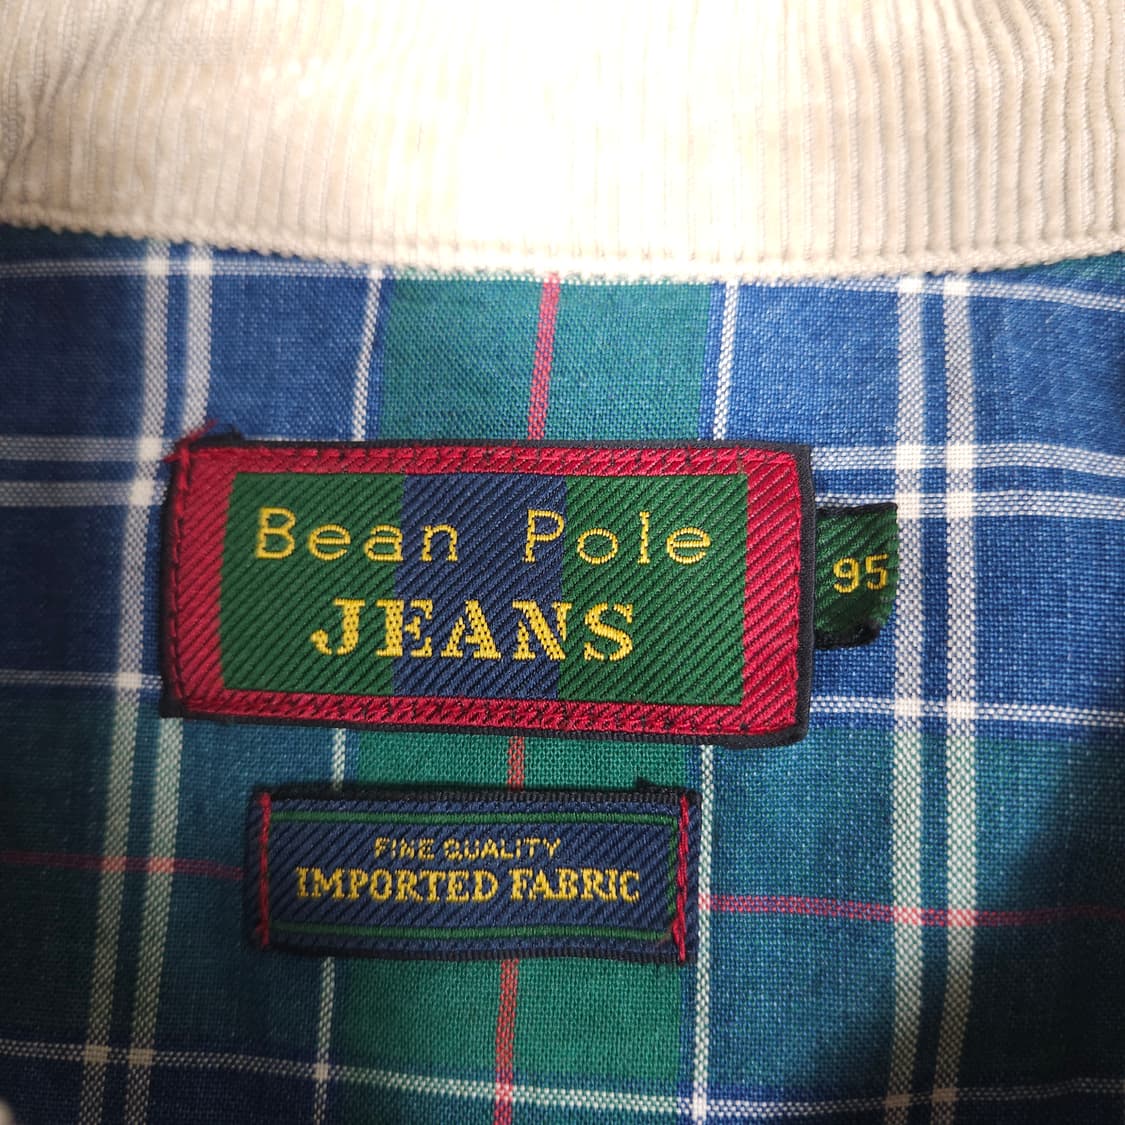 Bean Pole
JEANS
95
FINE QUALITY
IMPORTED FABRIC